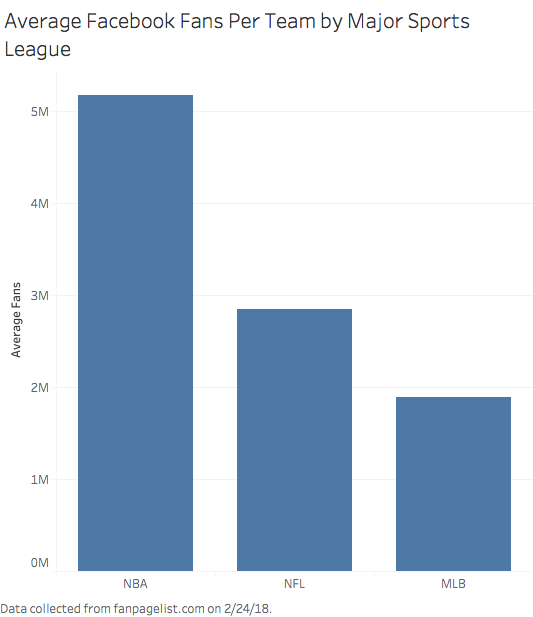 Average Facebook Fans Per Team by Major Sports
League
5M
4M
3M
2M
1M
0M
Average Fans
NBA
NFL
MLB
Data collected from fanpagelist.com on 2/24/18.